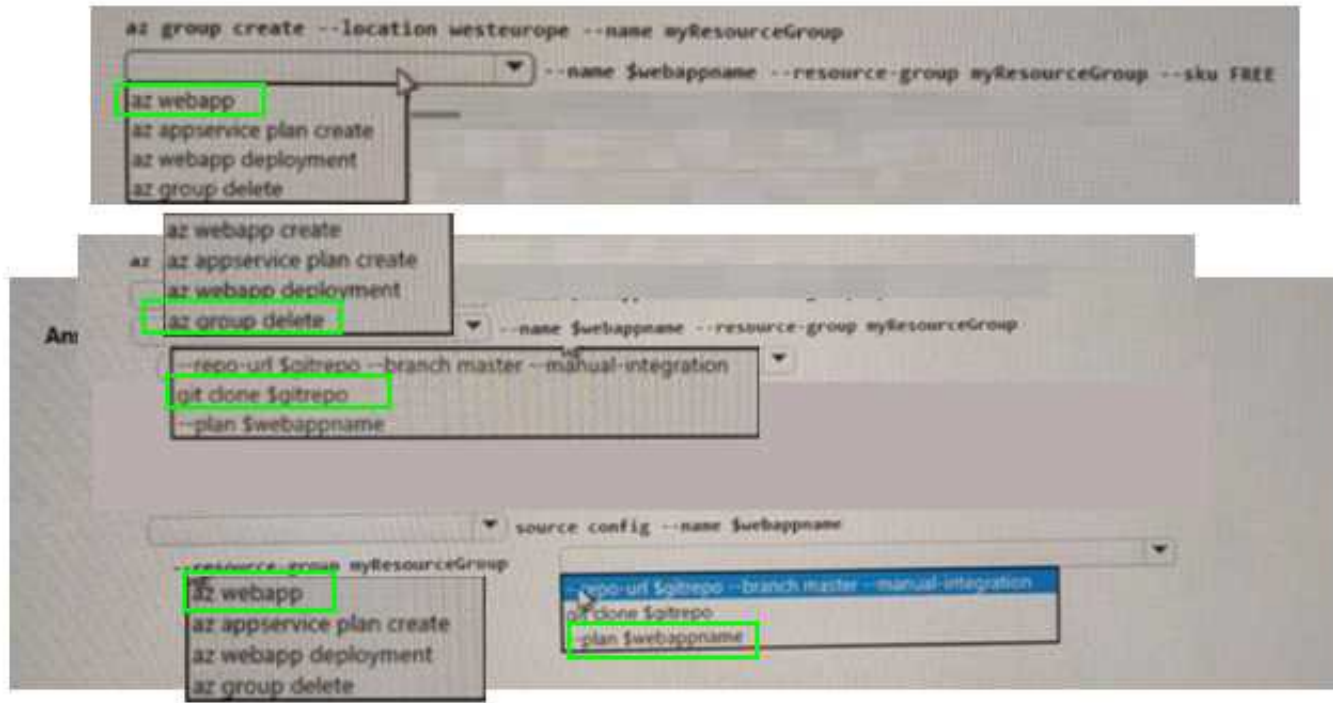 az group create --location westeurope --name myResourceGroup
--name $webappname --resource-group myResourceGroup --sku FREE
az webapp
az appservice plan create
az webapp deployment
az group delete
az webapp create
az
az appservice plan create
az webapp deployment
az group delete
Ans
--name $webappname --resource-group myResourceGroup
--repo-url $gitrepo --branch master --manual-integration
git clone $gitrepo
--plan $webappname
source config --name $webappname
--resource-group myResourceGroup
az webapp
az appservice plan create
az webapp deployment
az group delete
--repo-url $gitrepo --branch master --manual-integration
git clone $gitrepo
--plan $webappname